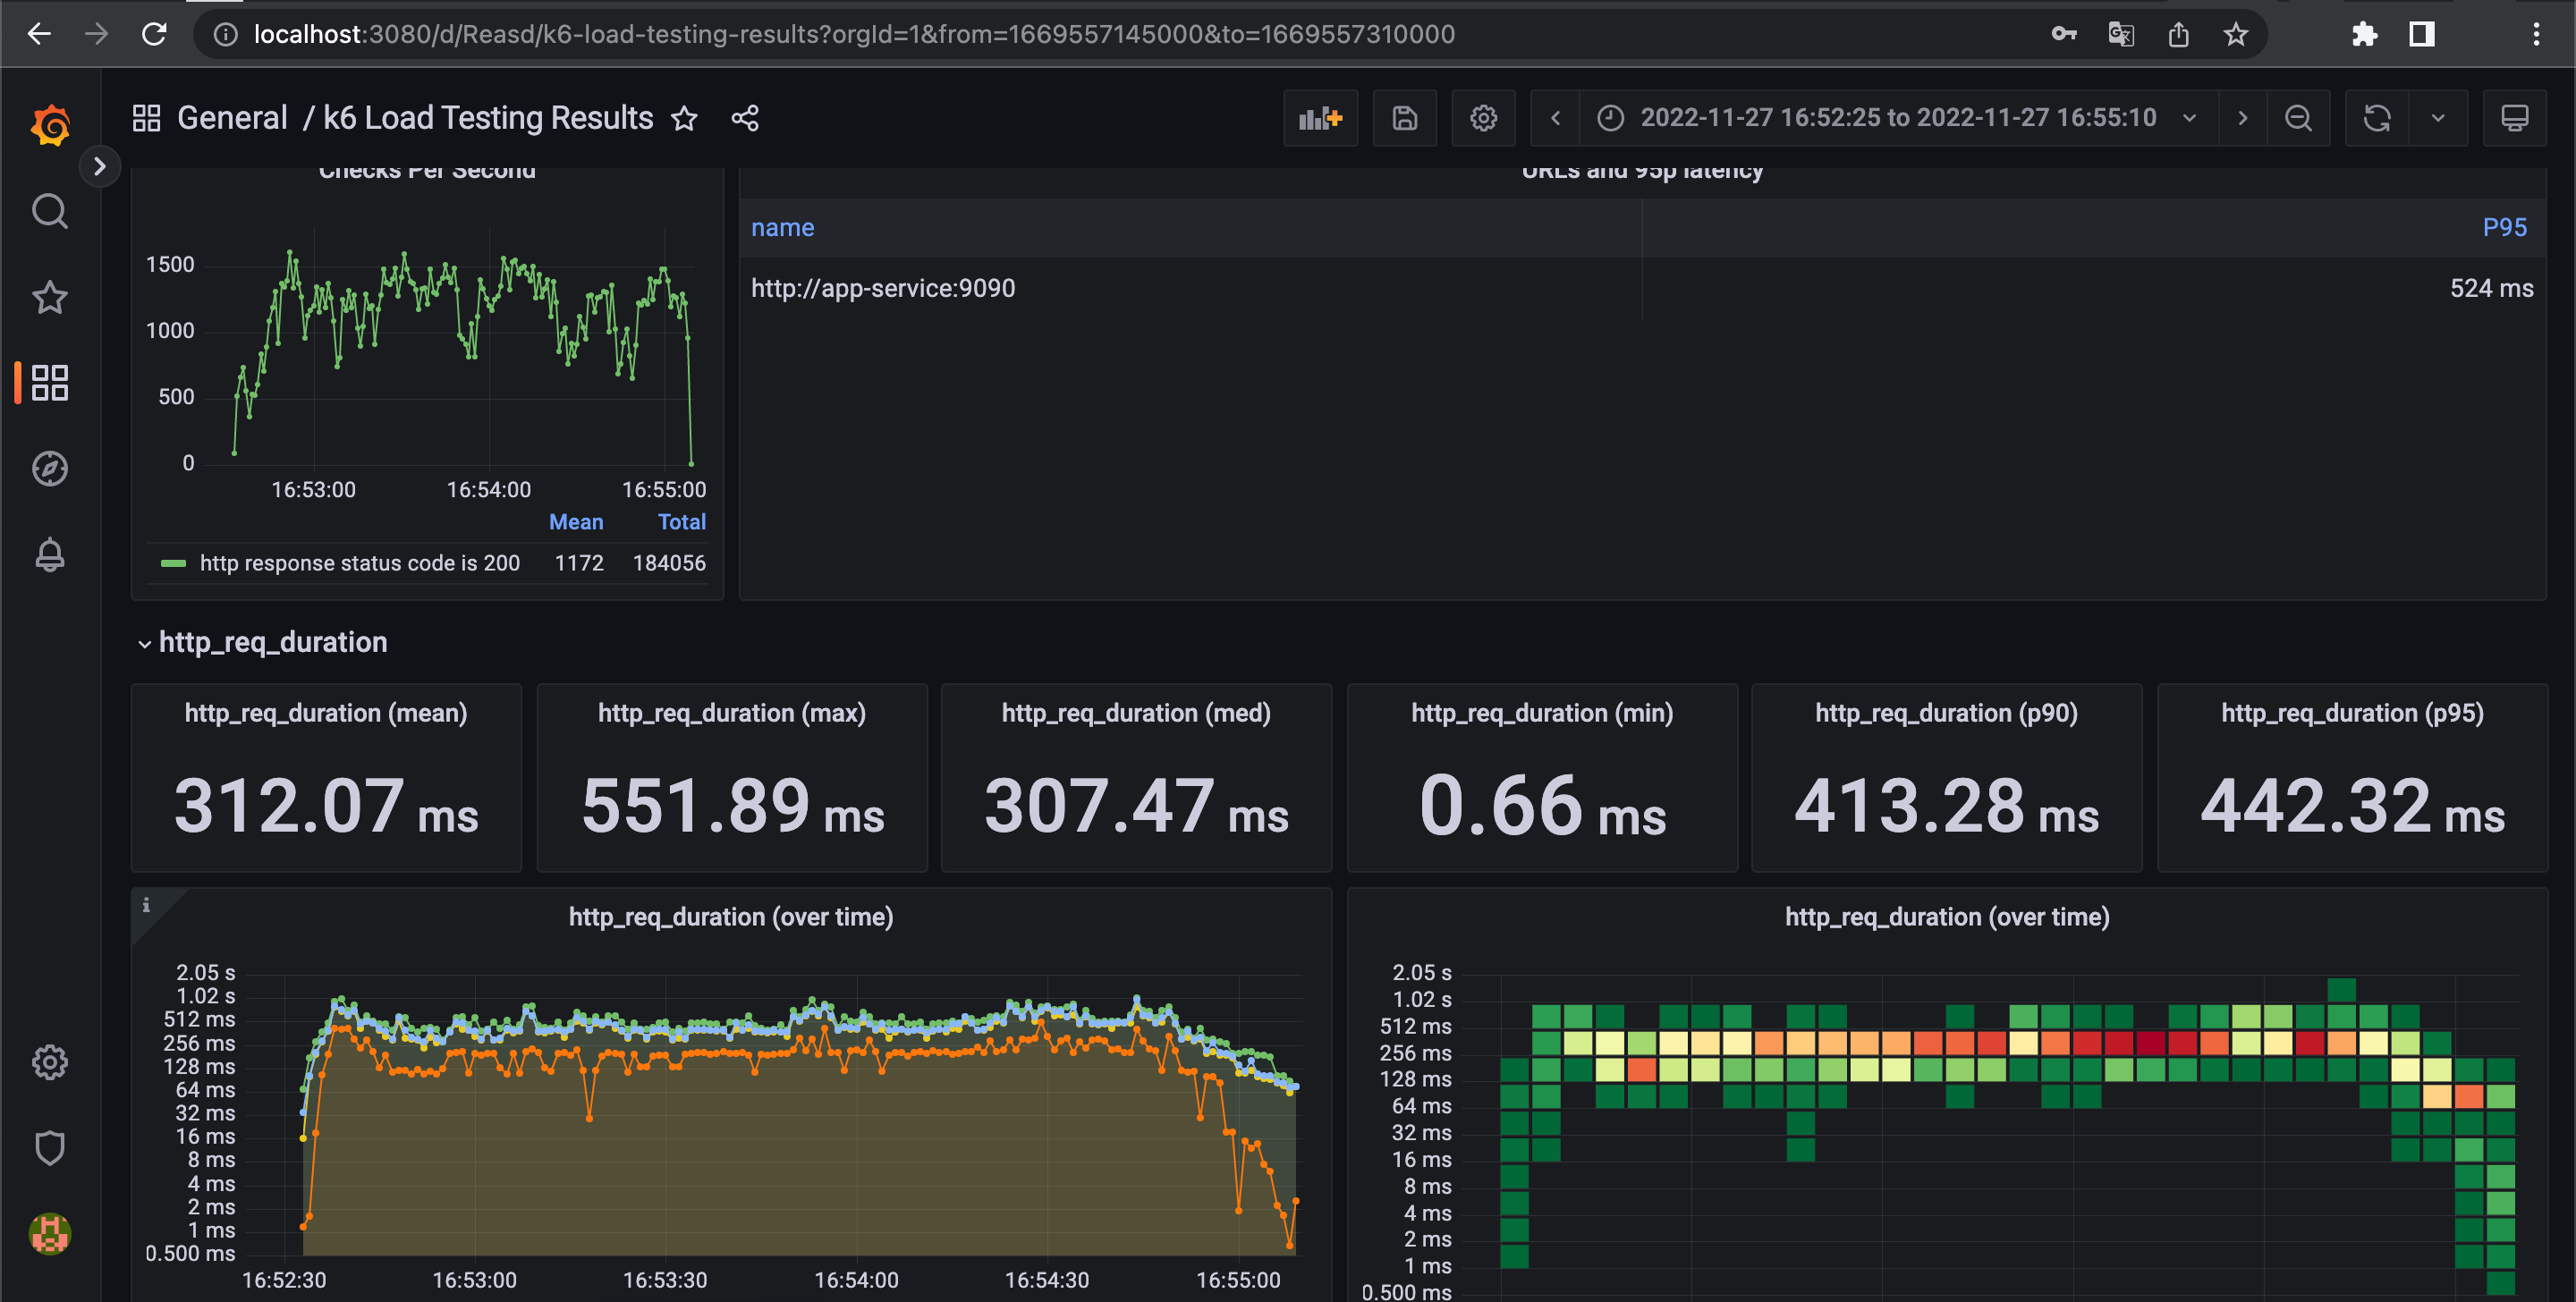 localhost:3080/d/Reasd/k6-load-testing-results?orgId=1&from=1669557145000&to=1669557310000
General / k6 Load Testing Results
2022-11-27 16:52:25 to 2022-11-27 16:55:10
Checks Per Second
1500
1000
500
0
16:53:00 16:54:00 16:55:00
Mean Total
http response status code is 200 1172 184056
URLs and 95p latency
name P95
http://app-service:9090 524 ms
http_req_duration
http_req_duration (mean)
312.07 ms
http_req_duration (max)
551.89 ms
http_req_duration (med)
307.47 ms
http_req_duration (min)
0.66 ms
http_req_duration (p90)
413.28 ms
http_req_duration (p95)
442.32 ms
i
http_req_duration (over time)
2.05 s
1.02 s
512 ms
256 ms
128 ms
64 ms
32 ms
16 ms
8 ms
4 ms
2 ms
1 ms
0.500 ms
16:52:30 16:53:00 16:53:30 16:54:00 16:54:30 16:55:00
http_req_duration (over time)
2.05 s
1.02 s
512 ms
256 ms
128 ms
64 ms
32 ms
16 ms
8 ms
4 ms
2 ms
1 ms
0.500 ms